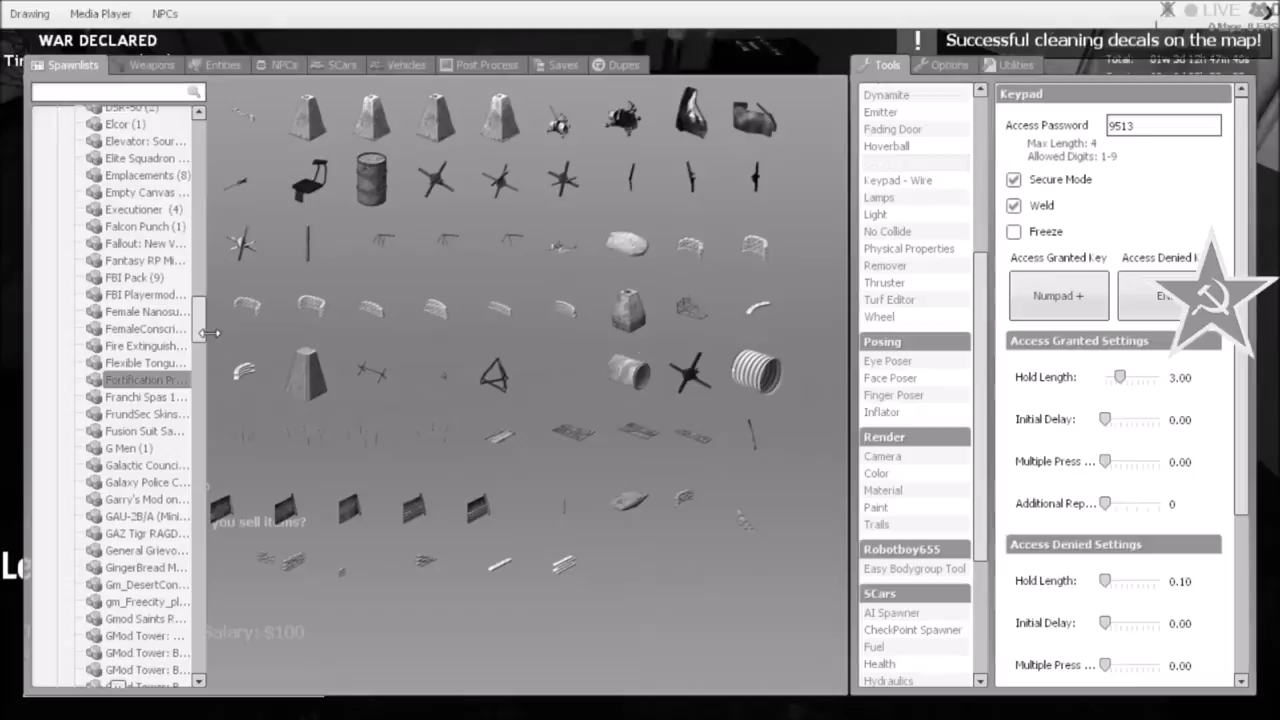 Drawing Media Player NPCs
LIVE
WAR DECLARED
! Successful cleaning decals on the map!
Spawnlists Weapons Entities NPCs SCars Vehicles Post Process Saves Dupes
Tools Options Utilities
DSR-50 (2)
Elcor (1)
Elevator: Sour...
Elite Squadron ...
Emplacements (8)
Empty Canvas ...
Executioner (4)
Falcon Punch (1)
Fallout: New V...
Fantasy RP Mi...
FBI Pack (9)
FBI Playermod...
Female Nanosu...
FemaleConscri...
Fire Extinguish...
Flexible Tongu...
Fortification Pr...
Franchi Spas 1...
FrundSec Skins...
Fusion Suit Sa...
G Men (1)
Galactic Counci...
Galaxy Police C...
Garry's Mod on...
GAU-2B/A (Mini...
GAZ Tigr RAGD...
General Grievo...
GingerBread M...
Gm_DesertCon...
gm_Freecity_pl...
Gmod Saints R...
GMod Tower: ...
GMod Tower: B...
GMod Tower: B...
you sell items?
Salary: $100
Dynamite
Emitter
Fading Door
Hoverball
Keypad - Wire
Lamps
Light
No Collide
Physical Properties
Remover
Thruster
Turf Editor
Wheel
Posing
Eye Poser
Face Poser
Finger Poser
Inflator
Render
Camera
Color
Material
Paint
Trails
Robotboy655
Easy Bodygroup Tool
SCars
AI Spawner
CheckPoint Spawner
Fuel
Health
Hydraulics
Keypad
Access Password 9513
Max Length: 4
Allowed Digits: 1-9
Secure Mode
Weld
Freeze
Access Granted Key Access Denied
Numpad +
Access Granted Settings
Hold Length: 3.00
Initial Delay: 0.00
Multiple Press ... 0.00
Additional Rep... 0
Access Denied Settings
Hold Length: 0.10
Initial Delay: 0.00
Multiple Press ... 0.00